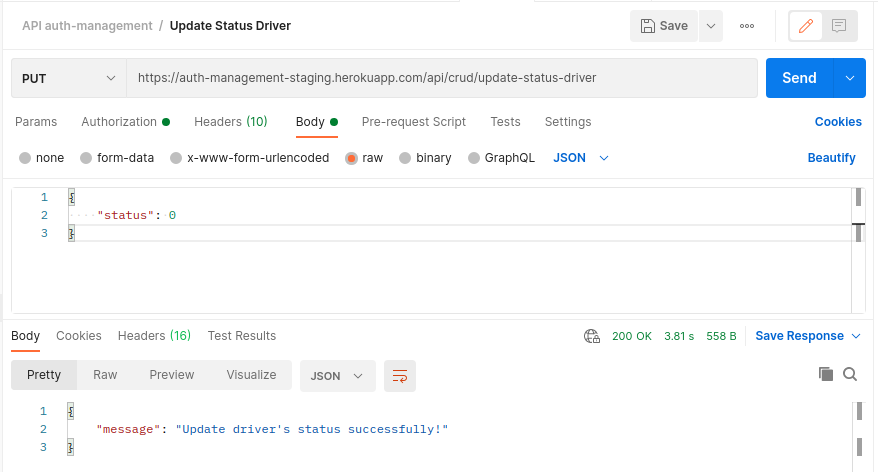 API auth-management / Update Status Driver
Save
PUT
https://auth-management-staging.herokuapp.com/api/crud/update-status-driver
Send
Params Authorization Headers (10) Body Pre-request Script Tests Settings Cookies
none form-data x-www-form-urlencoded raw binary GraphQL JSON Beautify
1 {
2 "status": 0
3 }
Body Cookies Headers (16) Test Results 200 OK 3.81 s 558 B Save Response
Pretty Raw Preview Visualize JSON
1 {
2 "message": "Update driver's status successfully!"
3 }